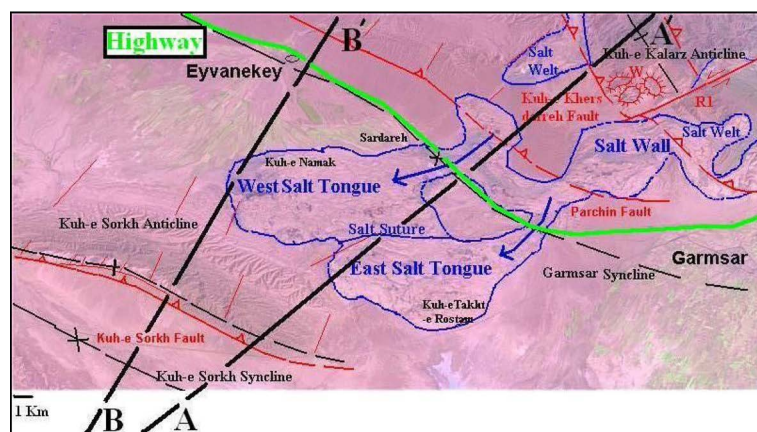 B′
A′
Highway
Salt
Welt
Kuh-e Kalarz Anticline
Eyvanekey
W
Kuh-e Khers
darreh Fault
R1
Sardareh
Salt Wall
Salt Welt
Kuh-e Namak
West Salt Tongue
Parchin Fault
Kuh-e Sorkh Anticline
Salt Suture
East Salt Tongue
Garmsar
Garmsar Syncline
Kuh-eTakht
-e Rostam
Kuh-e Sorkh Fault
Kuh-e Sorkh Syncline
1 Km
B
A